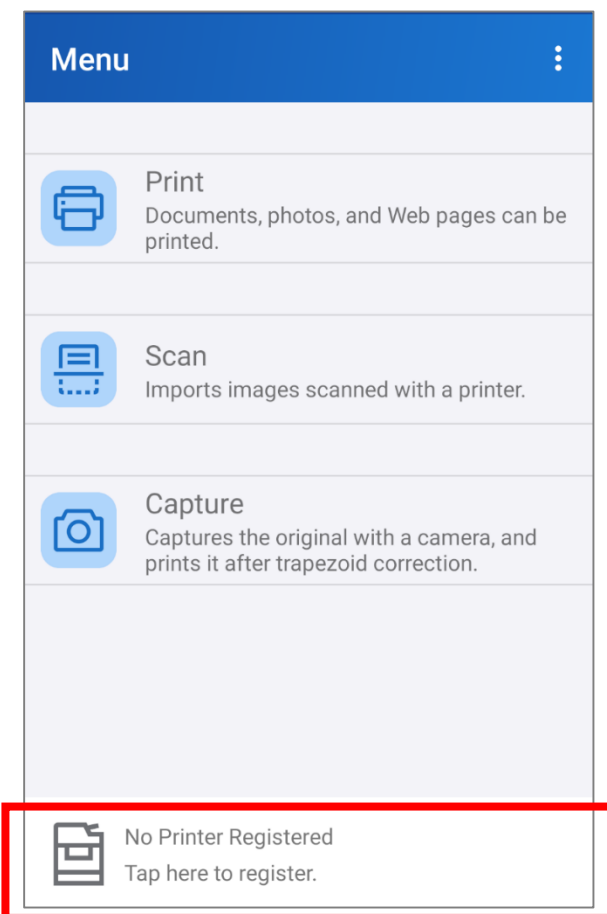 Menu
Print
Documents, photos, and Web pages can be
printed.
Scan
Imports images scanned with a printer.
Capture
Captures the original with a camera, and
prints it after trapezoid correction.
No Printer Registered
Tap here to register.